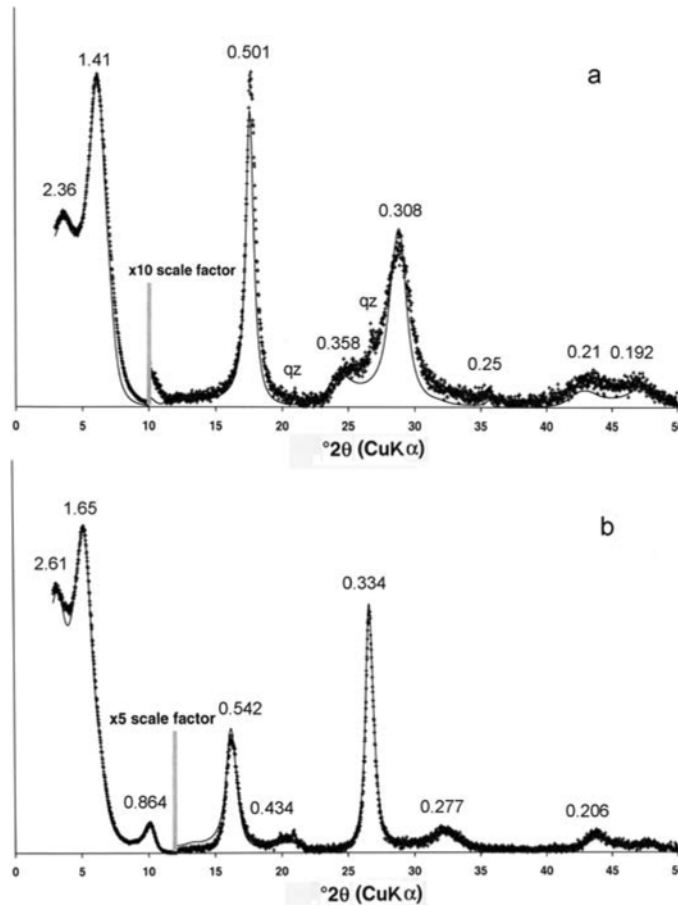 1.41
0.501
a
2.36
0.308
x10 scale factor
qz
0.358
qz
0.25
0.21
0.192
0 5 10 15 20 25 30 35 40 45 50
°2θ (CuKα)
1.65
b
2.61
0.334
x5 scale factor
0.542
0.864
0.434
0.277
0.206
0 5 10 15 20 25 30 35 40 45 50
°2θ (CuKα)